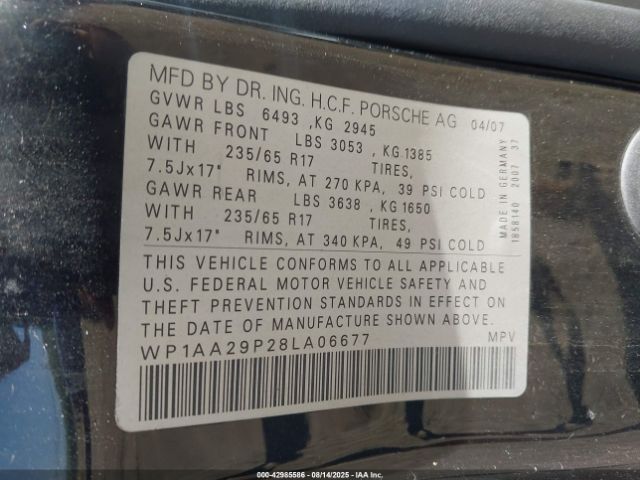 MFD BY DR. ING. H.C.F. PORSCHE AG 04/07
GVWR LBS 6493 ,KG 2945
GAWR FRONT LBS 3053 , KG 1385
WITH 235/65 R17 TIRES,
7.5Jx17" RIMS, AT 270 KPA, 39 PSI COLD
GAWR REAR LBS 3638 , KG 1650
WITH 235/65 R17 TIRES,
7.5Jx17" RIMS, AT 340 KPA, 49 PSI COLD
MADE IN GERMANY
1858140 2007 37
THIS VEHICLE CONFORMS TO ALL APPLICABLE
U.S. FEDERAL MOTOR VEHICLE SAFETY AND
THEFT PREVENTION STANDARDS IN EFFECT ON
THE DATE OF MANUFACTURE SHOWN ABOVE.
WP1AA29P28LA06677 MPV
000-42985586 - 08/14/2025 - IAA Inc.